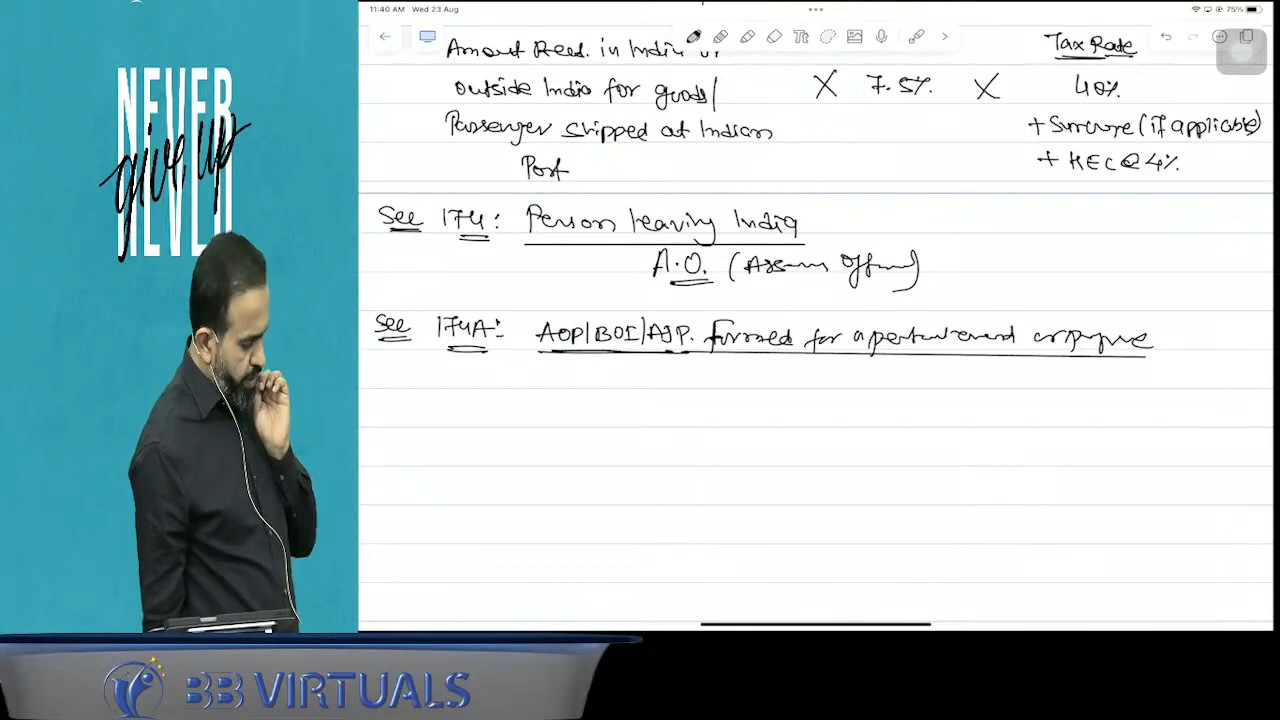 11:40 AM Wed 23 Aug
75%
NEVER
give up
NEVER
Amount Recd. in India or
Tax Rate
outside India for goods/ X 7.5% X 40%
Passenger shipped at Indian + Surcharge (if applicable)
Port + HEC@4%
Sec 174: Person leaving India
A.O. (Assessing Officer)
Sec 174A: AOP/BOI/AJP. formed for a particular event or purpose
BB VIRTUALS